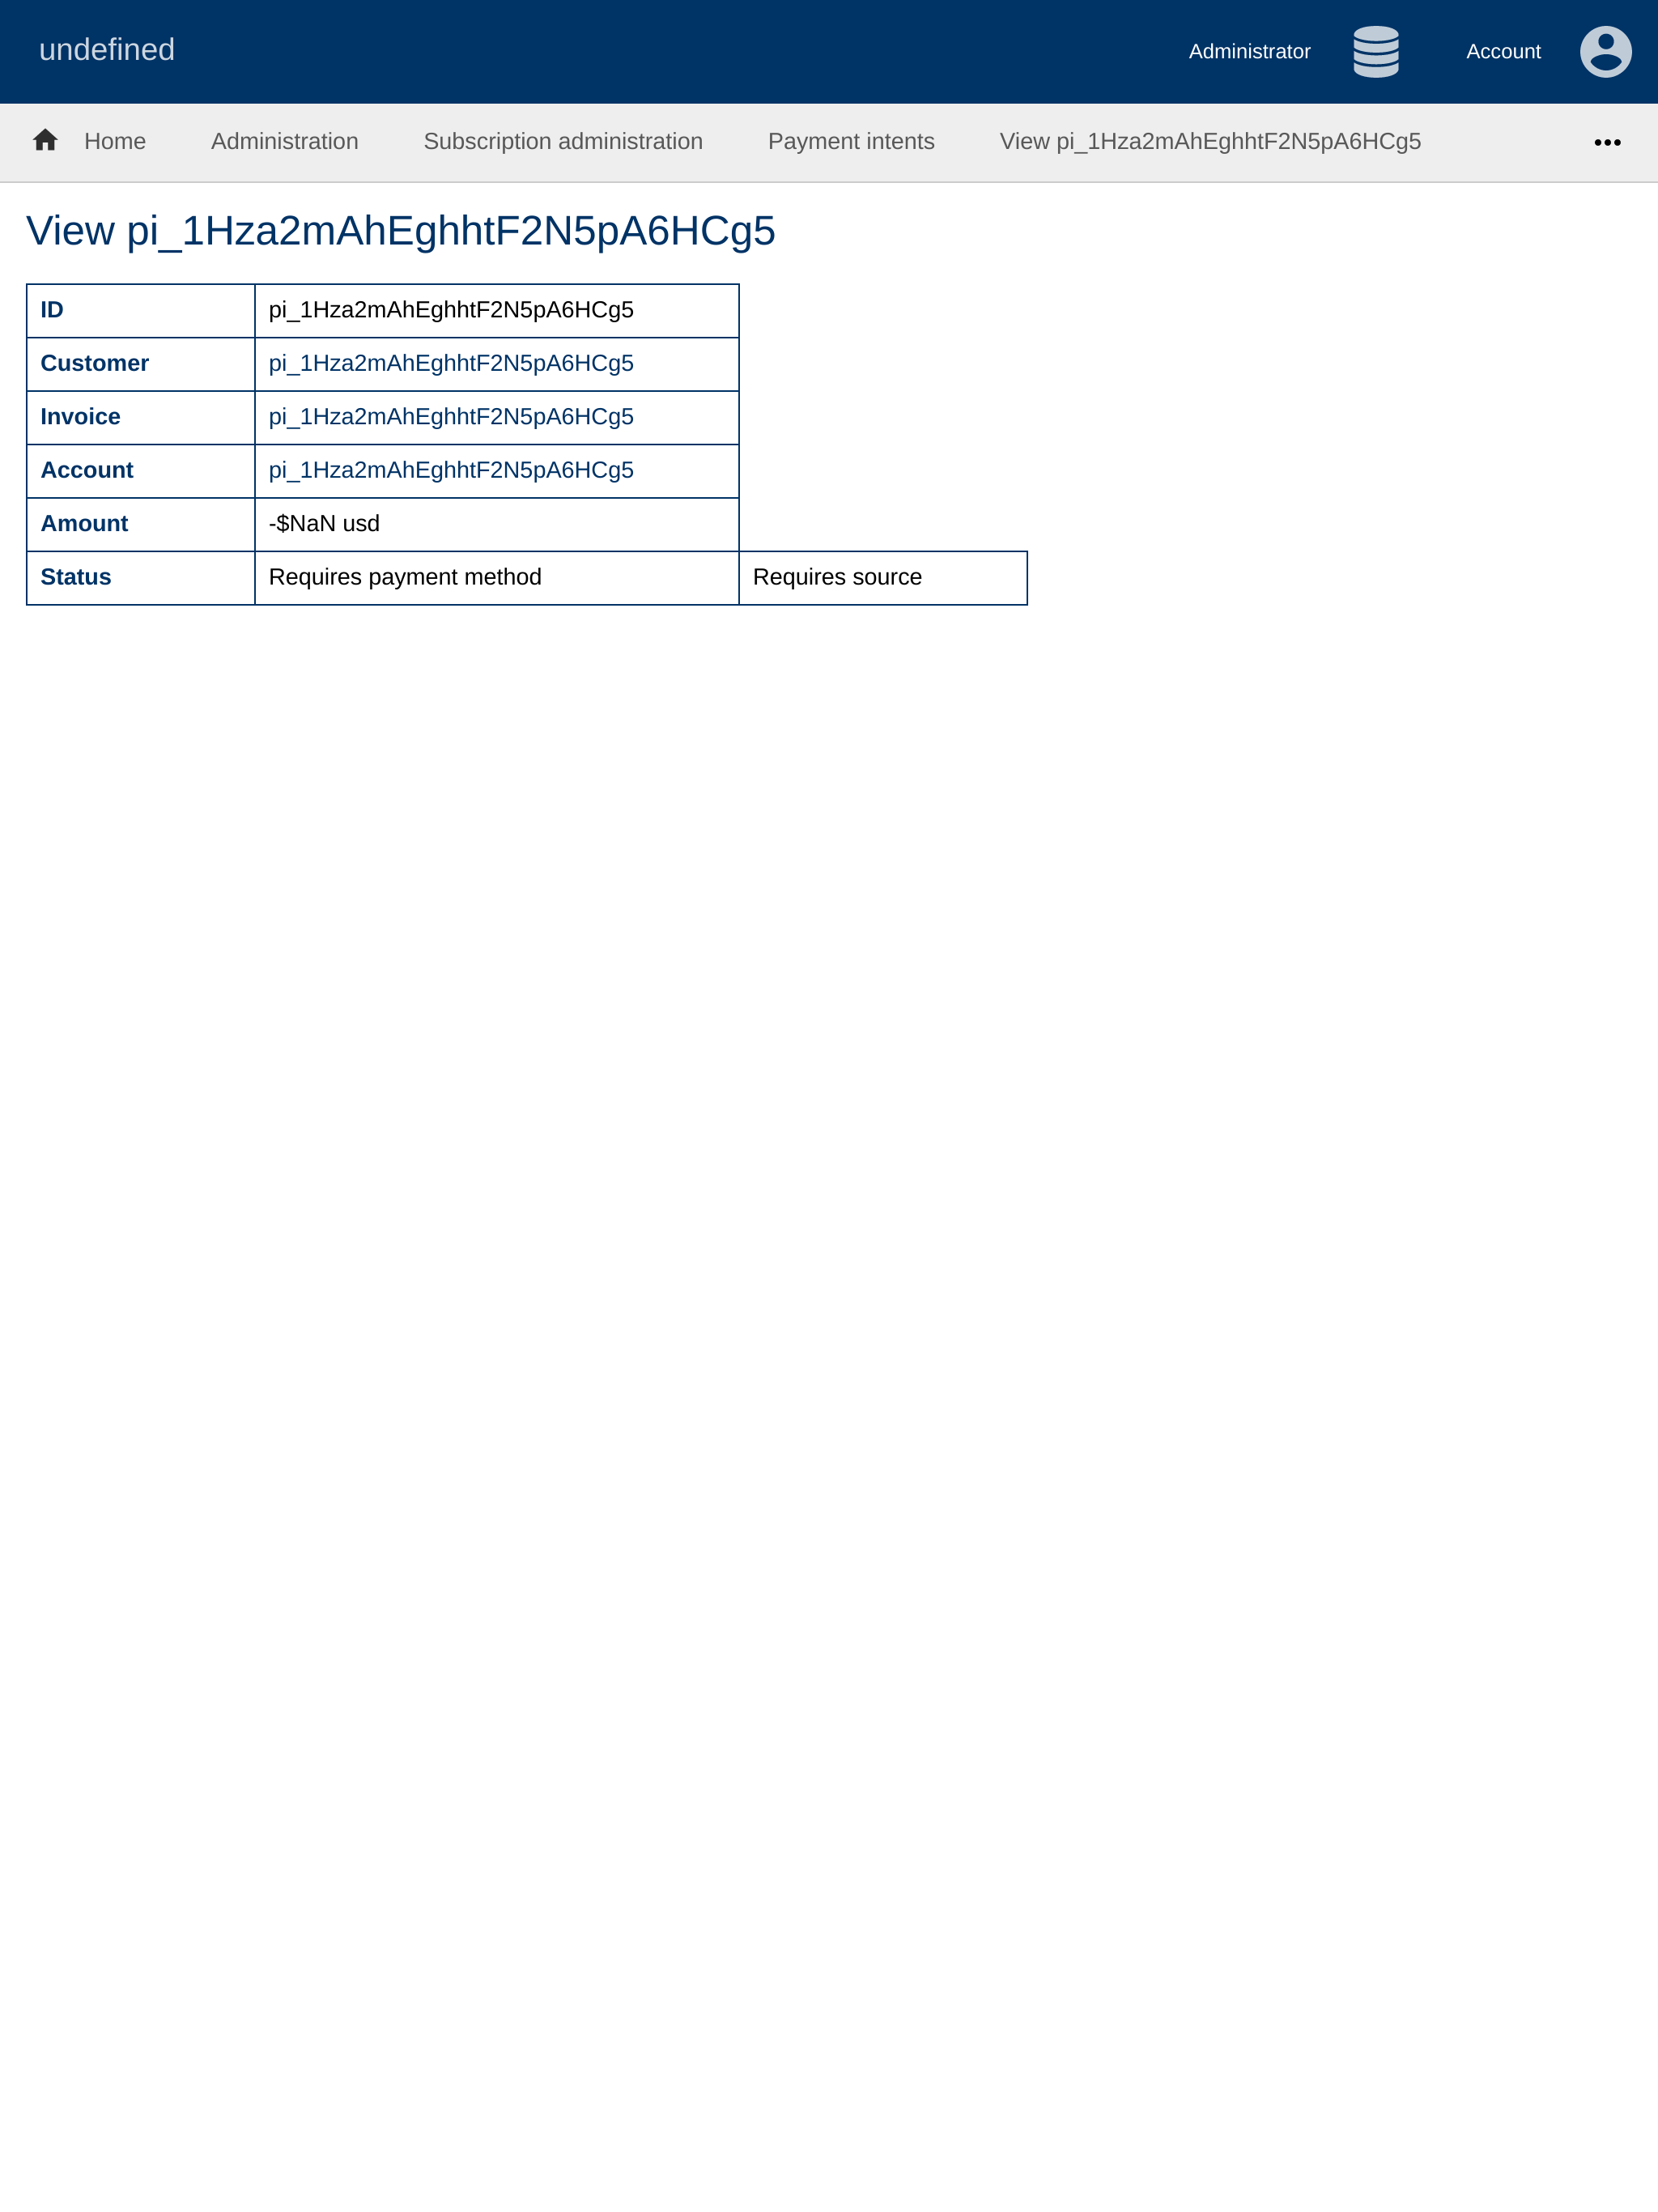 undefined
Administrator
Account
Home Administration Subscription administration Payment intents View pi_1Hza2mAhEghhtF2N5pA6HCg5
View pi_1Hza2mAhEghhtF2N5pA6HCg5
ID pi_1Hza2mAhEghhtF2N5pA6HCg5
Customer pi_1Hza2mAhEghhtF2N5pA6HCg5
Invoice pi_1Hza2mAhEghhtF2N5pA6HCg5
Account pi_1Hza2mAhEghhtF2N5pA6HCg5
Amount -$NaN usd
Status Requires payment method Requires source